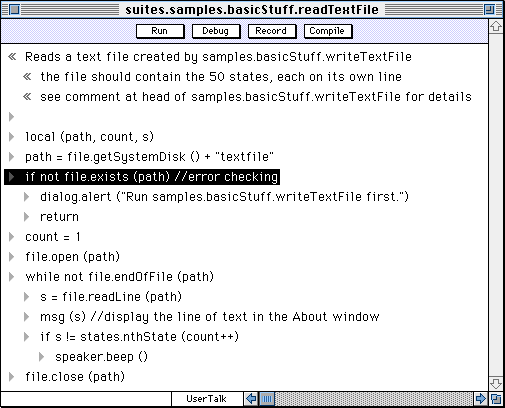 suites.samples.basicStuff.readTextFile
Run Debug Record Compile
« Reads a text file created by samples.basicStuff.writeTextFile
« the file should contain the 50 states, each on its own line
« see comment at head of samples.basicStuff.writeTextFile for details
local (path, count, s)
path = file.getSystemDisk () + "textfile"
if not file.exists (path) //error checking
dialog.alert ("Run samples.basicStuff.writeTextFile first.")
return
count = 1
file.open (path)
while not file.endOfFile (path)
s = file.readLine (path)
msg (s) //display the line of text in the About window
if s != states.nthState (count++)
speaker.beep ()
file.close (path)
UserTalk